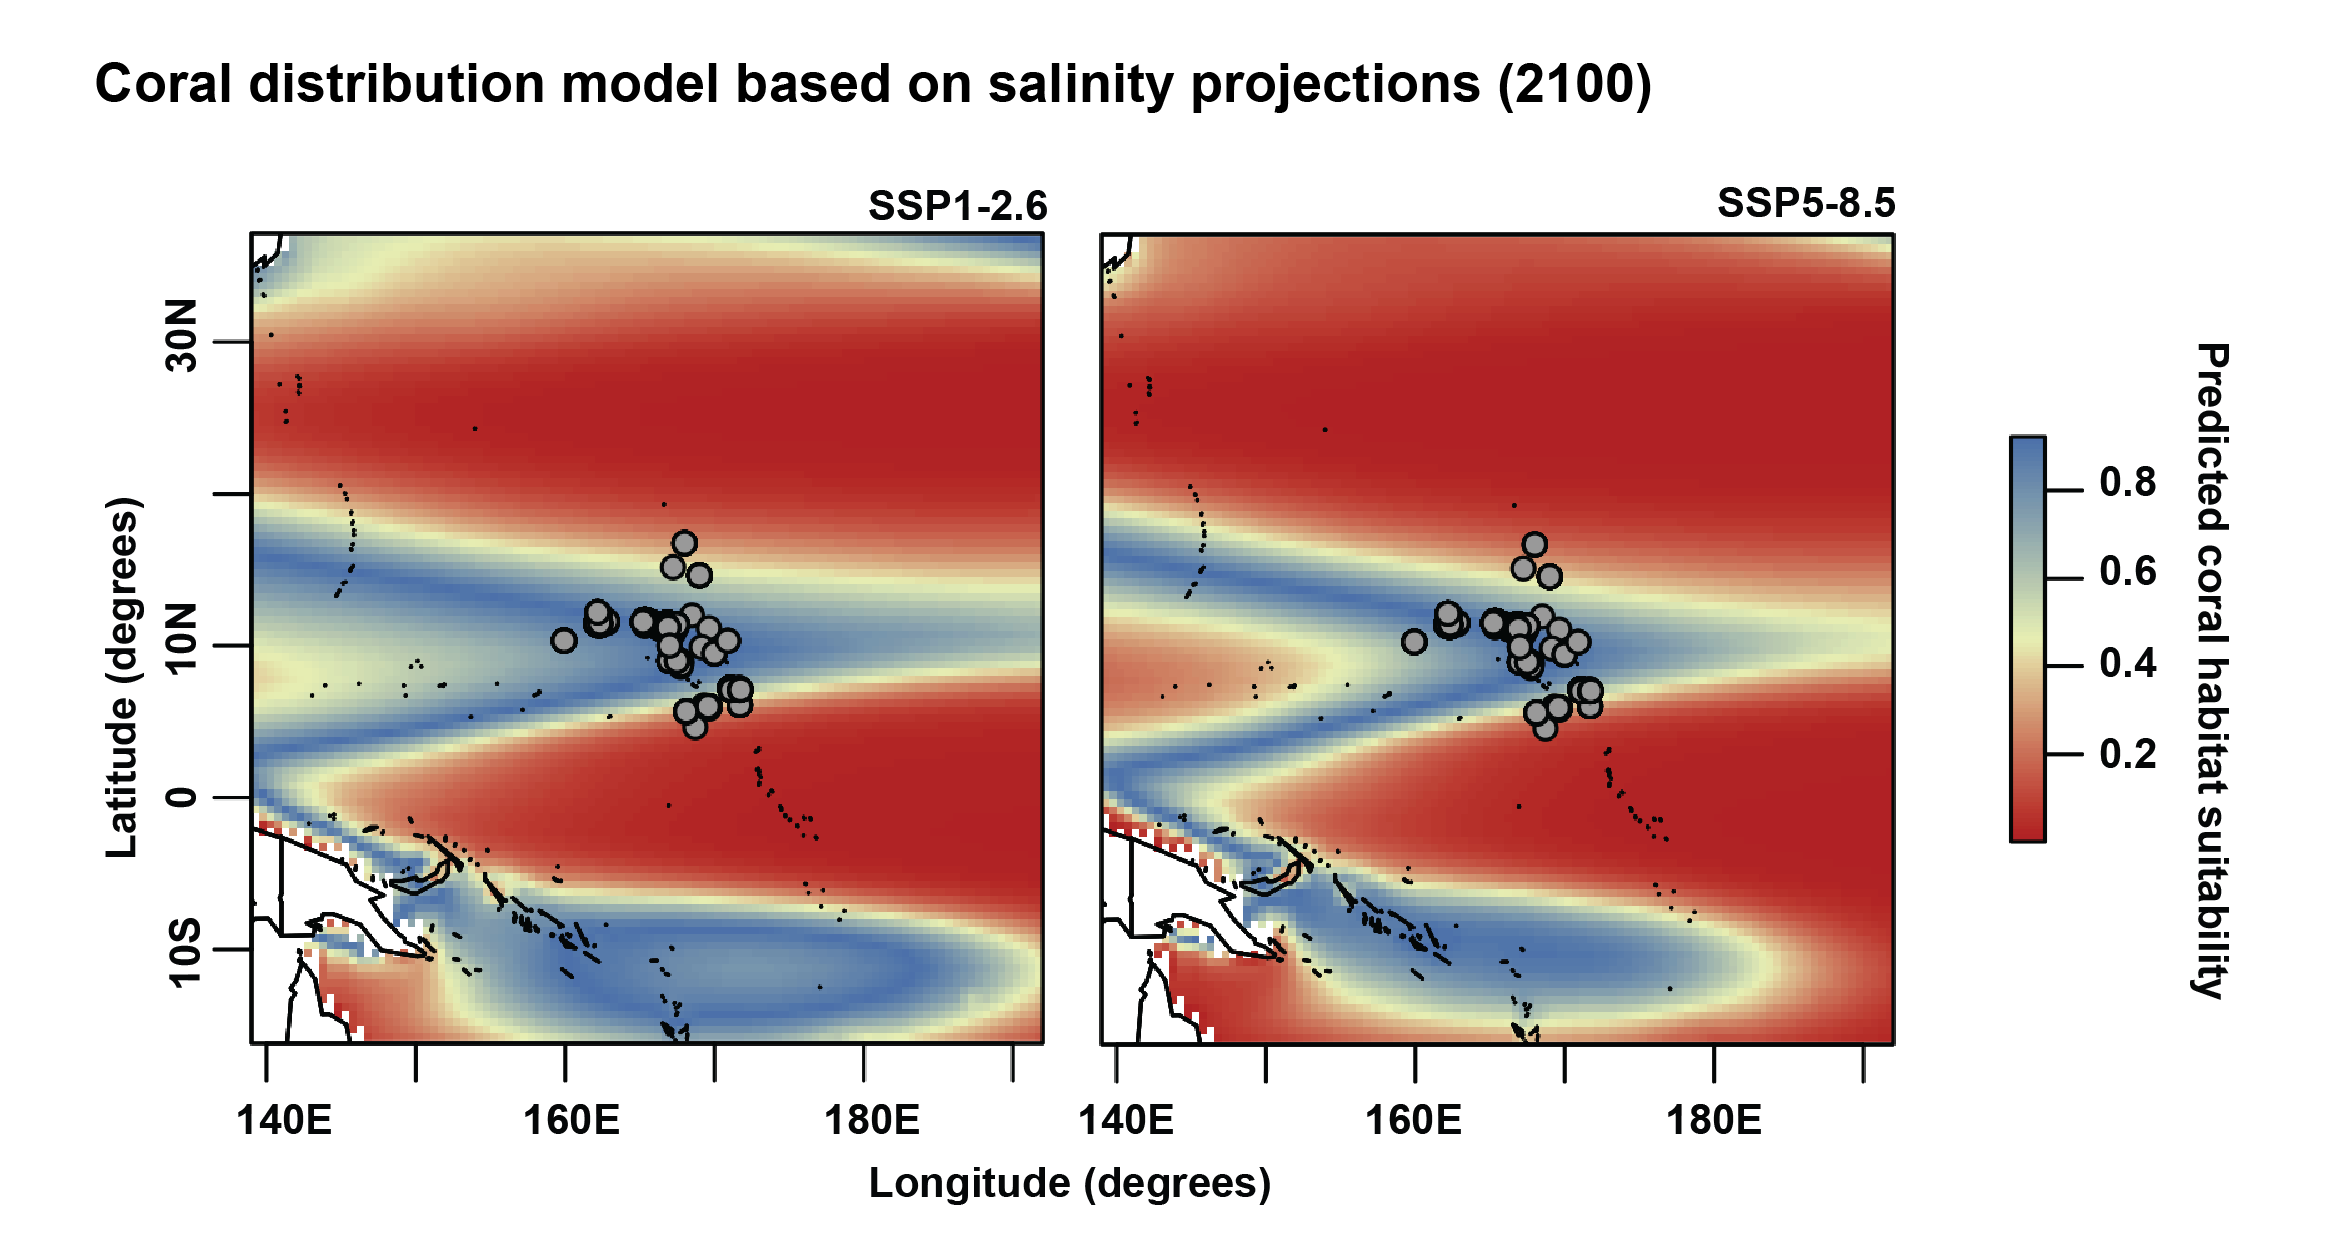 Coral distribution model based on salinity projections (2100)
SSP1-2.6
SSP5-8.5
30N
10N
0
10S
Latitude (degrees)
140E
160E
180E
140E
160E
180E
Longitude (degrees)
0.8
0.6
0.4
0.2
Predicted coral habitat suitability